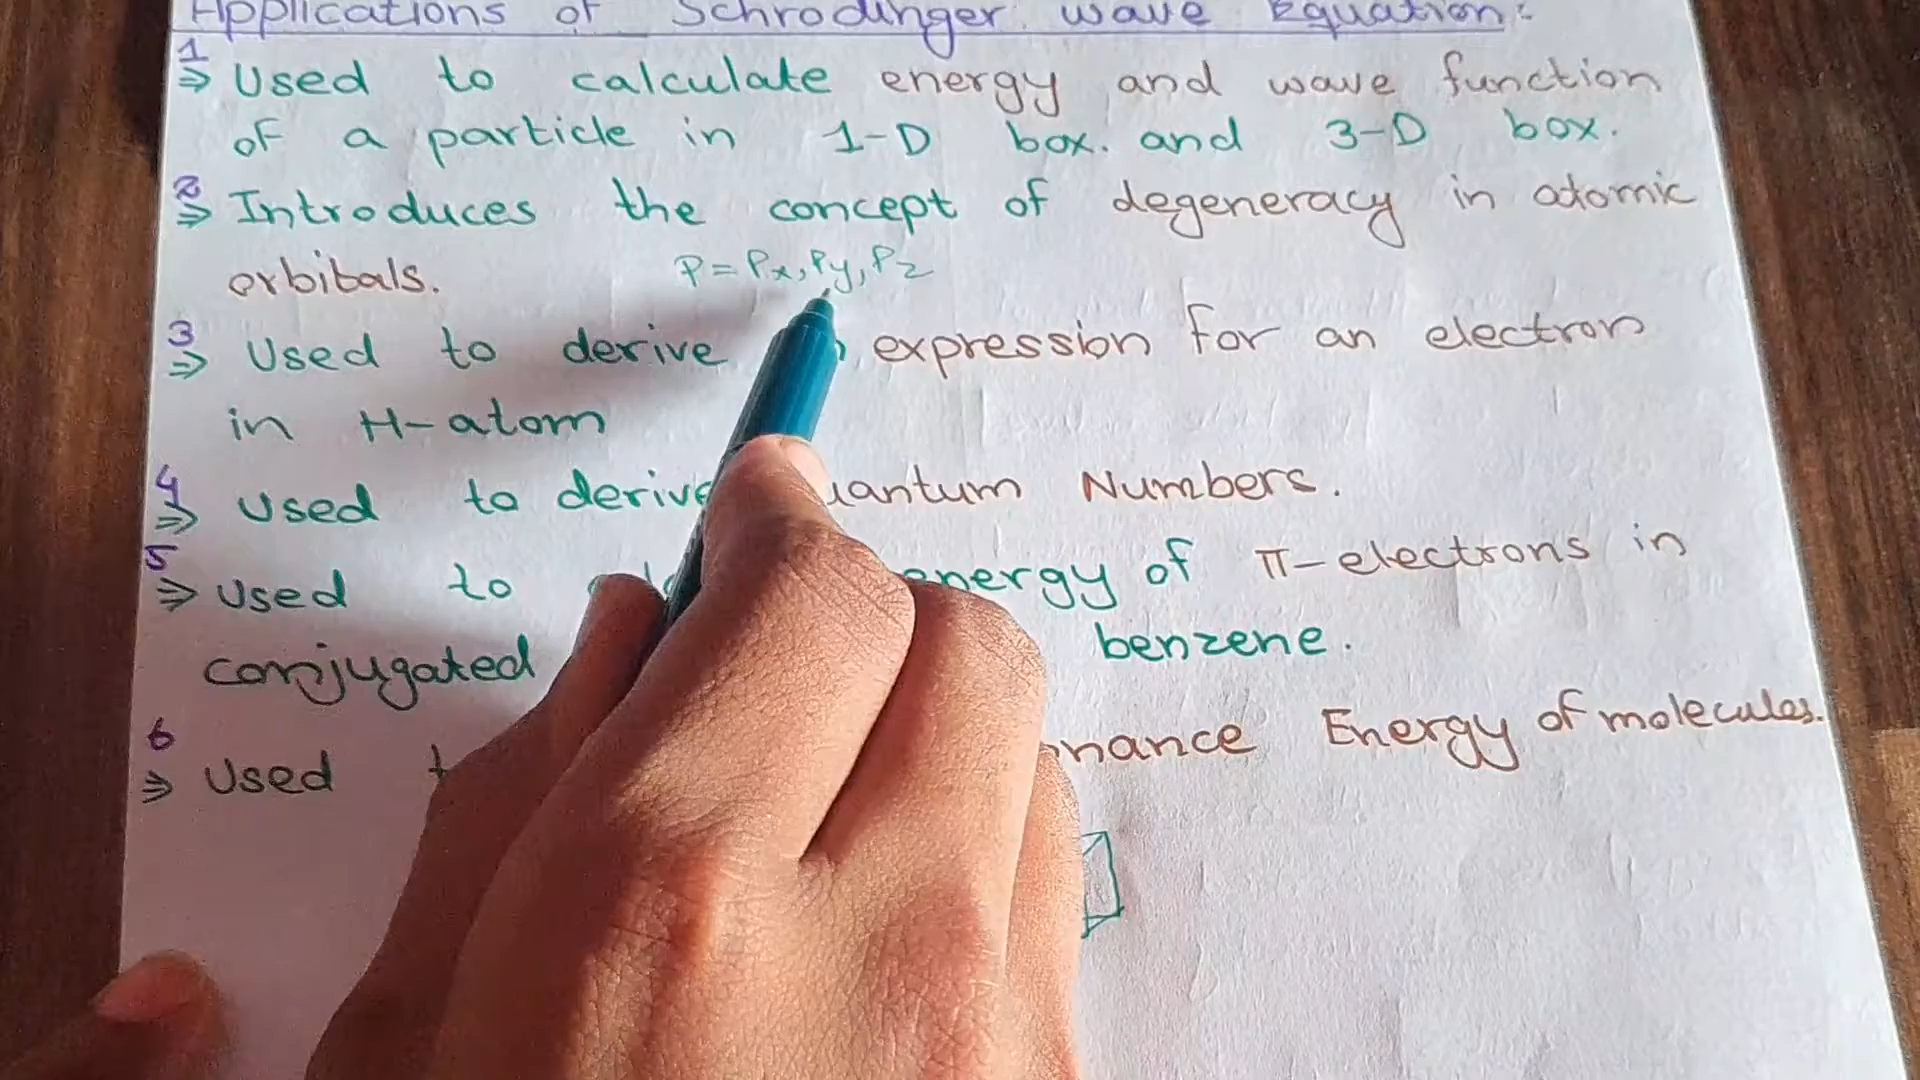 Applications of Schrodinger wave Equation:
1
⇒ Used to calculate energy and wave function
of a particle in 1-D box. and 3-D box.
2
⇒ Introduces the concept of degeneracy in atomic
orbitals. P=Px,Py,Pz
3
⇒ Used to derive expression for an electron
in H-atom
4
⇒ Used to derive Numbers.
5
⇒ Used to energy of π-electrons in
conjugated benzene.
6
⇒ Used Energy of molecules.